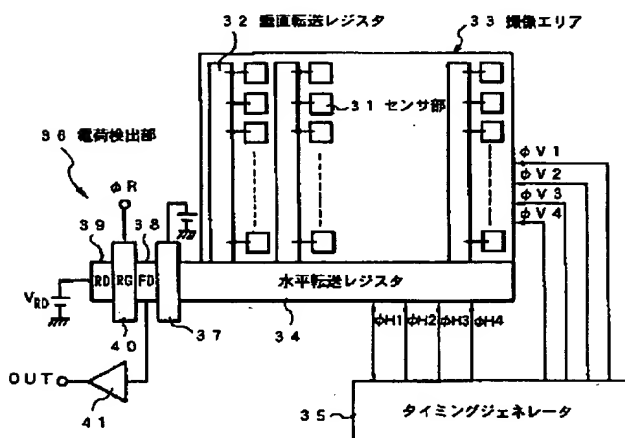 32 垂直転送レジスタ
33 撮像エリア
31 センサ部
36 電荷検出部
φR
39
38
φV1
φV2
φV3
φV4
RD
RG
FD
水平転送レジスタ
VRD
40
37
34
φH1
φH2
φH3
φH4
OUT
41
35
タイミングジェネレータ